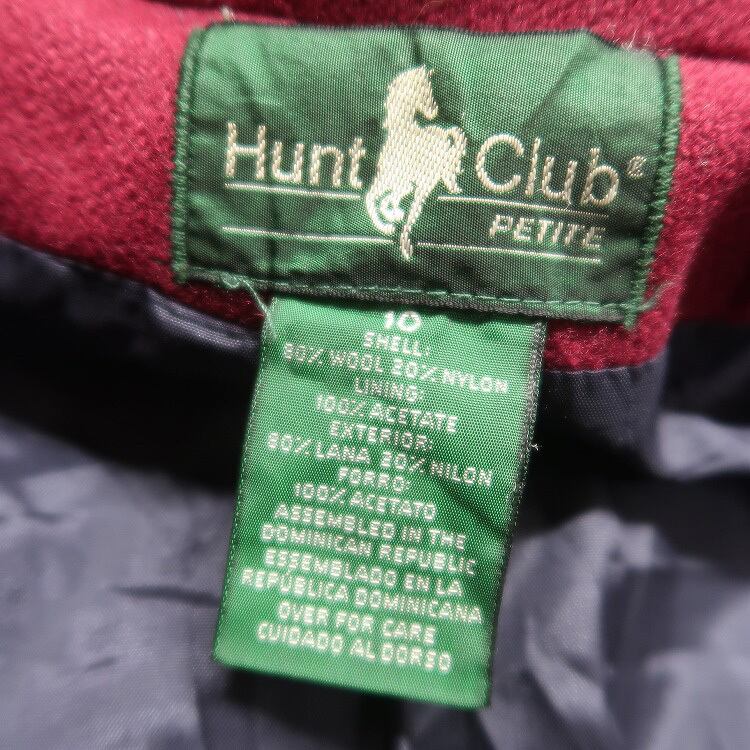 Hunt Club®
PETITE
10
SHELL:
80% WOOL 20% NYLON
LINING:
100% ACETATE
EXTERIOR:
80% LANA 20% NILON
FORRO:
100% ACETATO
ASSEMBLED IN THE
DOMINICAN REPUBLIC
ESSEMBLADO EN LA
REPUBLICA DOMINICANA
OVER FOR CARE
CUIDADO AL DORSO